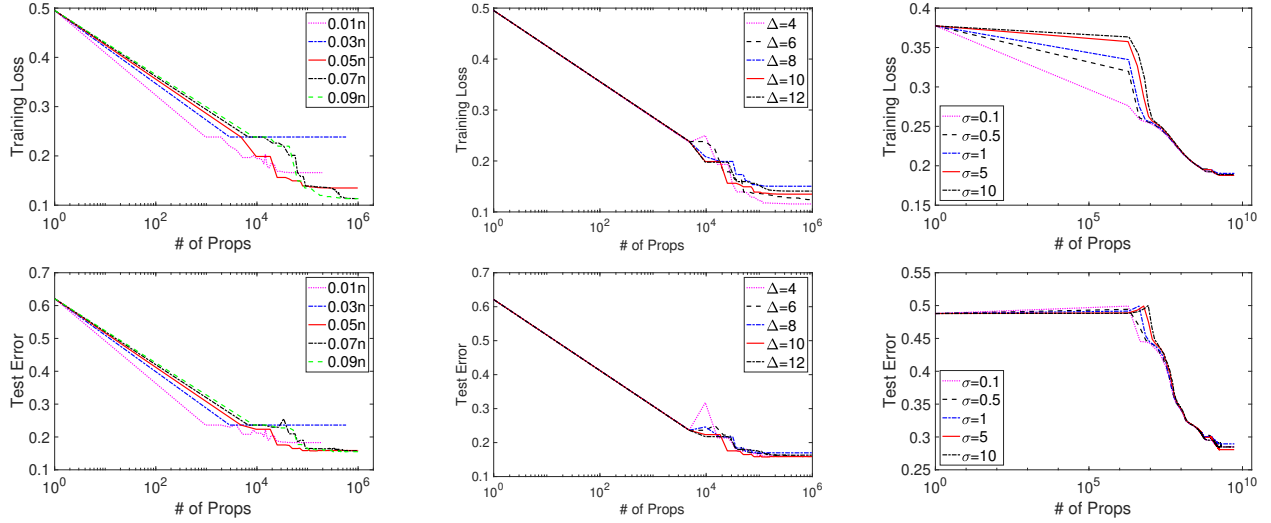 0.5
0.4
0.3
0.2
0.1
Training Loss
10^0 10^2 10^4 10^6
# of Props
0.01n
0.03n
0.05n
0.07n
0.09n
0.5
0.4
0.3
0.2
0.1
Training Loss
10^0 10^2 10^4 10^6
# of Props
Δ=4
Δ=6
Δ=8
Δ=10
Δ=12
0.4
0.35
0.3
0.25
0.2
0.15
Training Loss
10^0 10^5 10^10
# of Props
σ=0.1
σ=0.5
σ=1
σ=5
σ=10
0.7
0.6
0.5
0.4
0.3
0.2
0.1
Test Error
10^0 10^2 10^4 10^6
# of Props
0.01n
0.03n
0.05n
0.07n
0.09n
0.7
0.6
0.5
0.4
0.3
0.2
0.1
Test Error
10^0 10^2 10^4 10^6
# of Props
Δ=4
Δ=6
Δ=8
Δ=10
Δ=12
0.55
0.5
0.45
0.4
0.35
0.3
0.25
Test Error
10^0 10^5 10^10
# of Props
σ=0.1
σ=0.5
σ=1
σ=5
σ=10